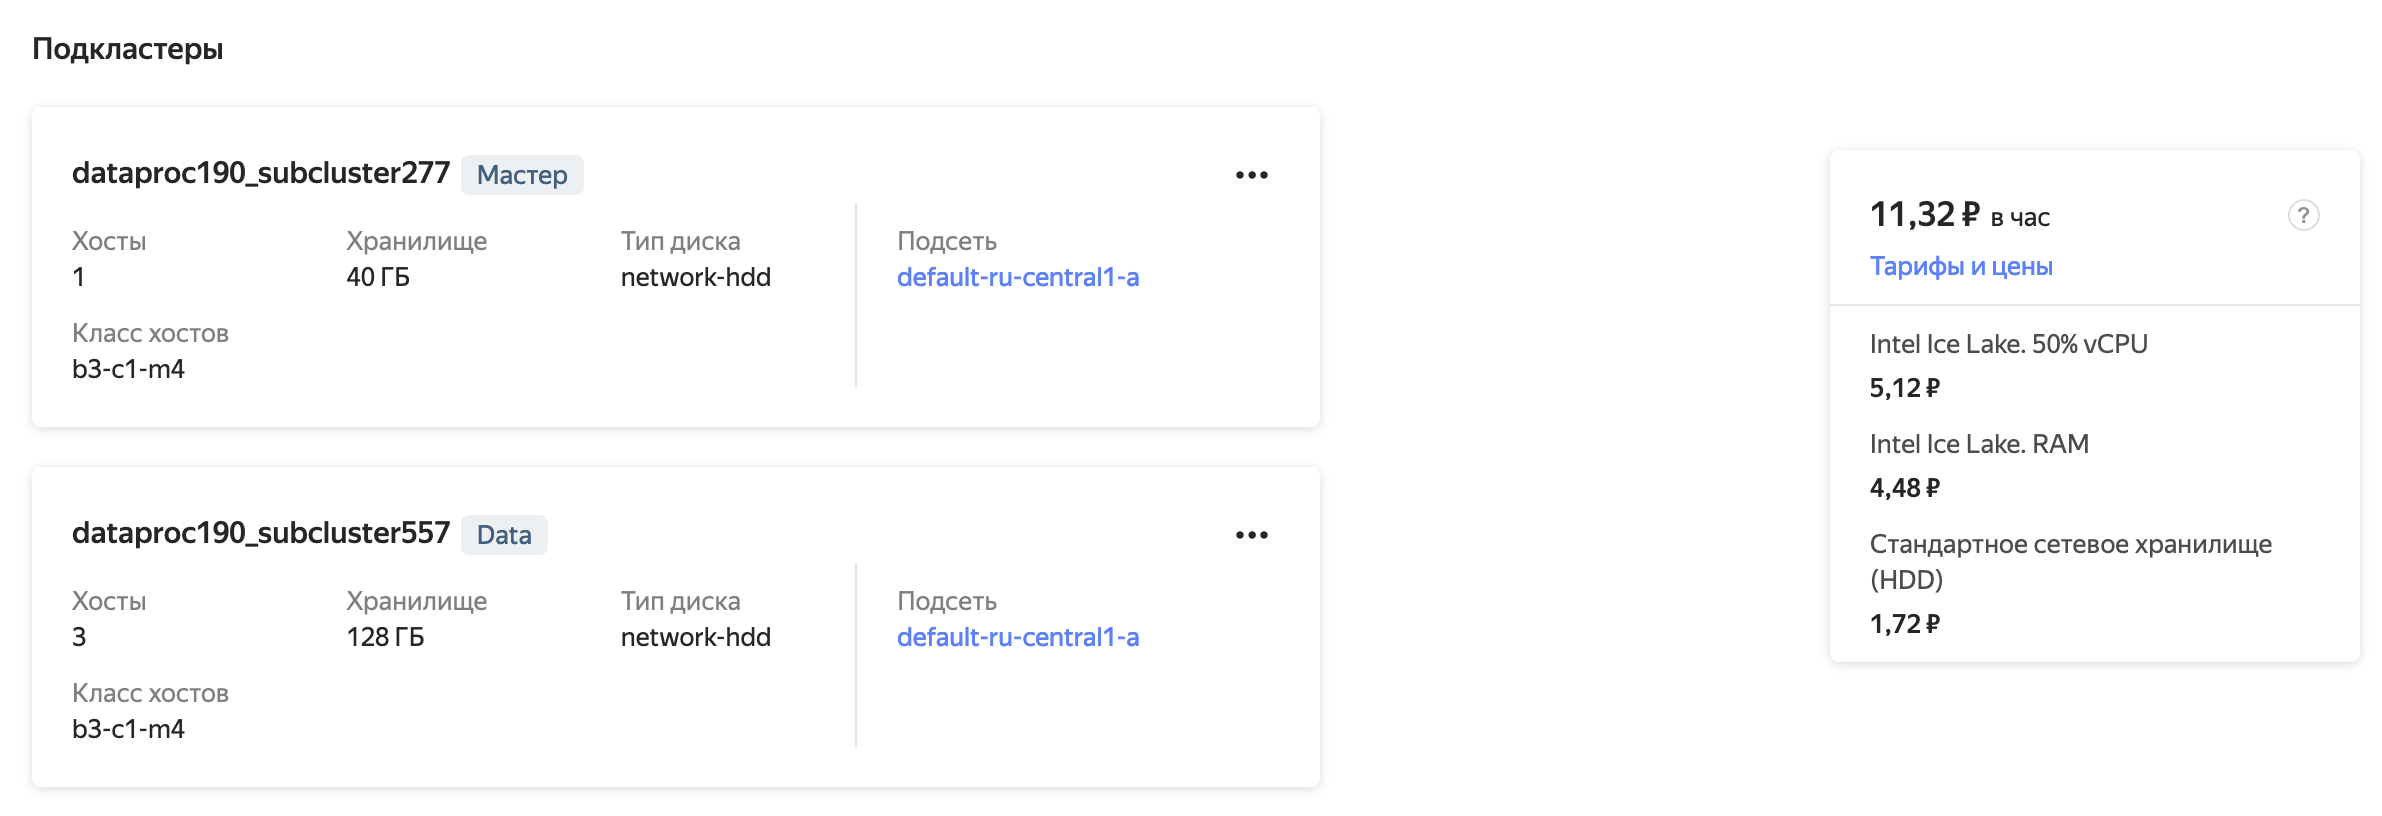 Подкластеры
dataproc190_subcluster277 Мастер
Хосты Хранилище Тип диска Подсеть
1 40 ГБ network-hdd default-ru-central1-a
Класс хостов
b3-c1-m4
dataproc190_subcluster557 Data
Хосты Хранилище Тип диска Подсеть
3 128 ГБ network-hdd default-ru-central1-a
Класс хостов
b3-c1-m4
11,32 ₽ в час ?
Тарифы и цены
Intel Ice Lake. 50% vCPU
5,12 ₽
Intel Ice Lake. RAM
4,48 ₽
Стандартное сетевое хранилище
(HDD)
1,72 ₽